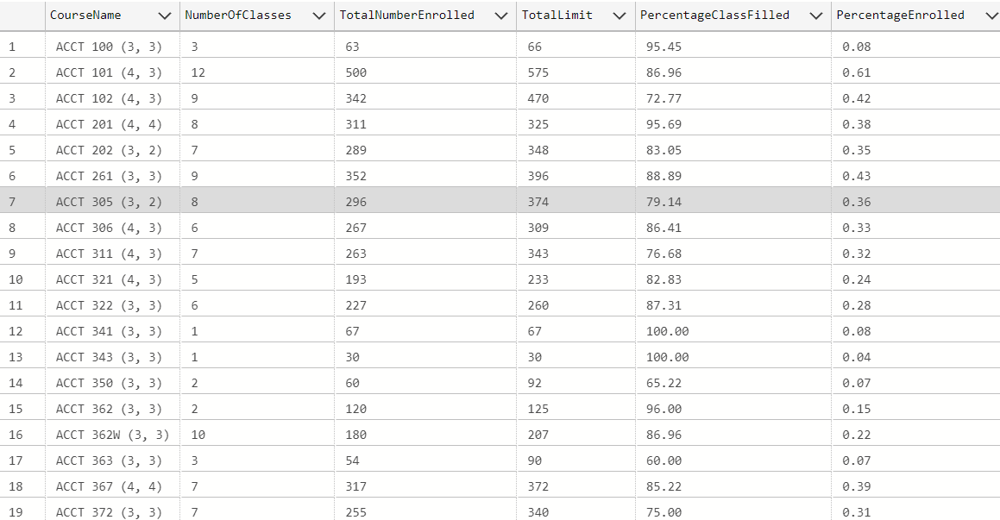 CourseName NumberOfClasses TotalNumberEnrolled TotalLimit PercentageClassFilled PercentageEnrolled
1 ACCT 100 (3, 3) 3 63 66 95.45 0.08
2 ACCT 101 (4, 3) 12 500 575 86.96 0.61
3 ACCT 102 (4, 3) 9 342 470 72.77 0.42
4 ACCT 201 (4, 4) 8 311 325 95.69 0.38
5 ACCT 202 (3, 2) 7 289 348 83.05 0.35
6 ACCT 261 (3, 3) 9 352 396 88.89 0.43
7 ACCT 305 (3, 2) 8 296 374 79.14 0.36
8 ACCT 306 (4, 3) 6 267 309 86.41 0.33
9 ACCT 311 (4, 3) 7 263 343 76.68 0.32
10 ACCT 321 (4, 3) 5 193 233 82.83 0.24
11 ACCT 322 (3, 3) 6 227 260 87.31 0.28
12 ACCT 341 (3, 3) 1 67 67 100.00 0.08
13 ACCT 343 (3, 3) 1 30 30 100.00 0.04
14 ACCT 350 (3, 3) 2 60 92 65.22 0.07
15 ACCT 362 (3, 3) 2 120 125 96.00 0.15
16 ACCT 362W (3, 3) 10 180 207 86.96 0.22
17 ACCT 363 (3, 3) 3 54 90 60.00 0.07
18 ACCT 367 (4, 4) 7 317 372 85.22 0.39
19 ACCT 372 (3, 3) 7 255 340 75.00 0.31